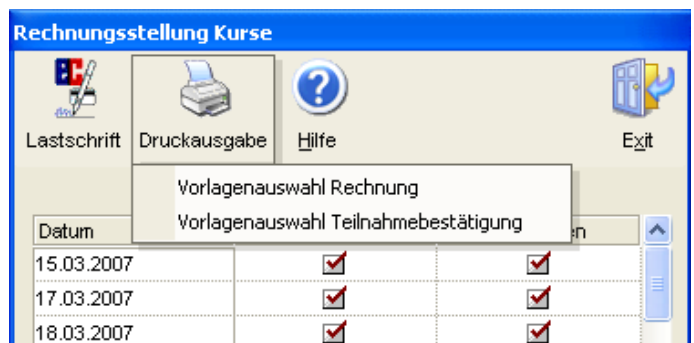 Rechnungsstellung Kurse
Lastschrift Druckausgabe Hilfe Exit
Vorlagenauswahl Rechnung
Vorlagenauswahl Teilnahmebestätigung
Datum en
15.03.2007
17.03.2007
18.03.2007